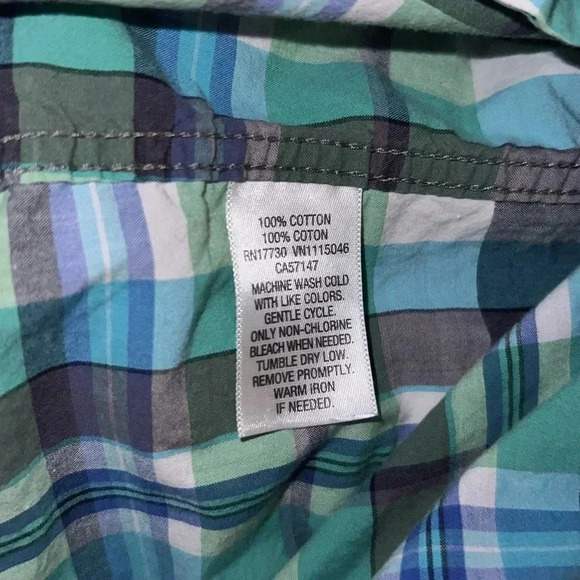 100% COTTON
100% COTON
RN17730 VN1115046
CA57147
MACHINE WASH COLD
WITH LIKE COLORS.
GENTLE CYCLE.
ONLY NON-CHLORINE
BLEACH WHEN NEEDED.
TUMBLE DRY LOW.
REMOVE PROMPTLY.
WARM IRON
IF NEEDED.